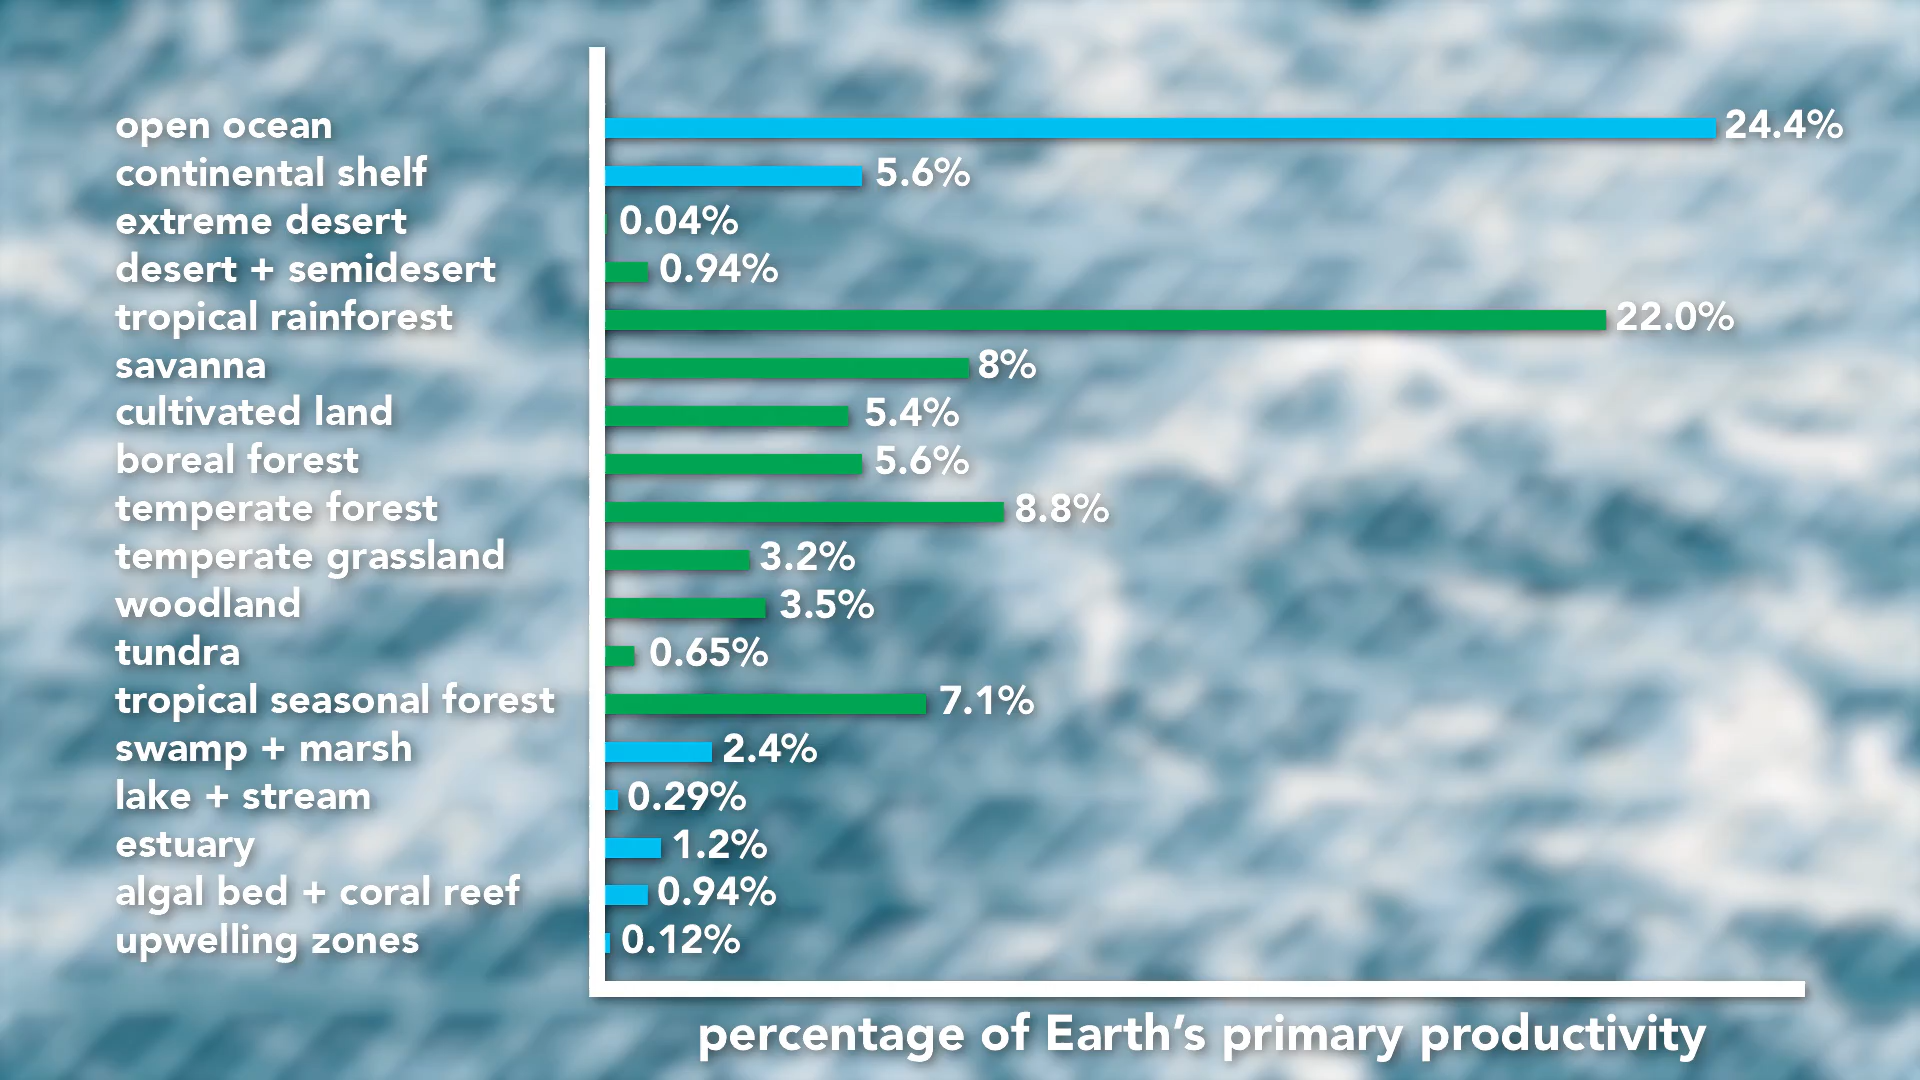 open ocean 24.4%
continental shelf 5.6%
extreme desert 0.04%
desert + semidesert 0.94%
tropical rainforest 22.0%
savanna 8%
cultivated land 5.4%
boreal forest 5.6%
temperate forest 8.8%
temperate grassland 3.2%
woodland 3.5%
tundra 0.65%
tropical seasonal forest 7.1%
swamp + marsh 2.4%
lake + stream 0.29%
estuary 1.2%
algal bed + coral reef 0.94%
upwelling zones 0.12%
percentage of Earth’s primary productivity